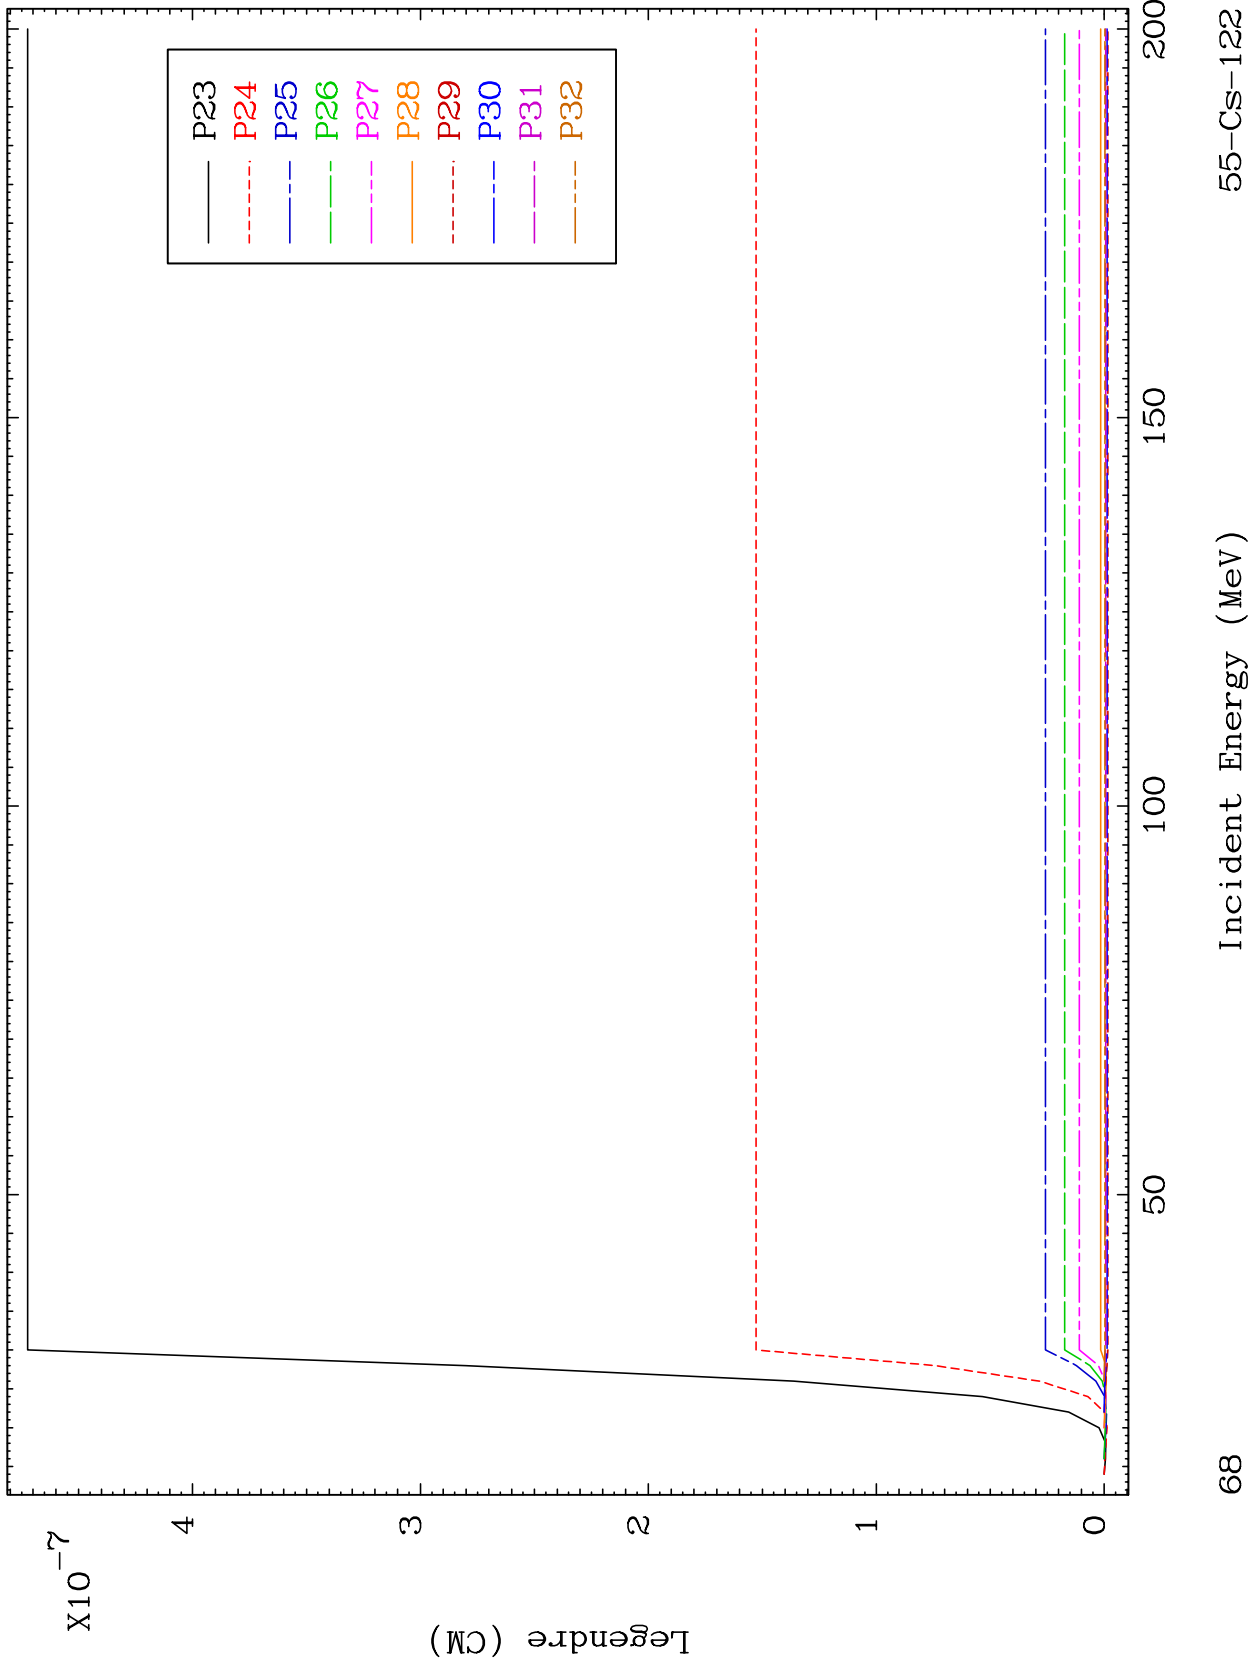 X10-7
4
3
2
1
0
Legendre (CM)
P23
P24
P25
P26
P27
P28
P29
P30
P31
P32
50
100
150
200
Incident Energy (MeV)
68
55-Cs-122